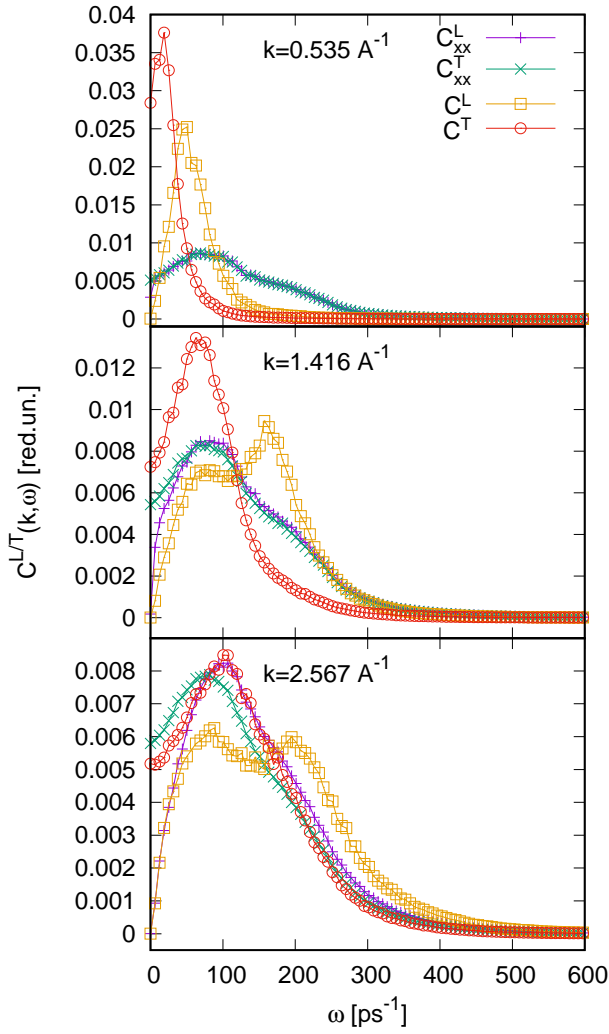 0.04
0.035
0.03
0.025
0.02
0.015
0.01
0.005
0
k=0.535 A⁻¹
C^L_xx
C^T_xx
C^L
C^T
0.012
0.01
0.008
0.006
0.004
0.002
0
k=1.416 A⁻¹
C^{L/T}(k,ω) [red.un.]
0.008
0.007
0.006
0.005
0.004
0.003
0.002
0.001
0
k=2.567 A⁻¹
0 100 200 300 400 500 600
ω [ps⁻¹]